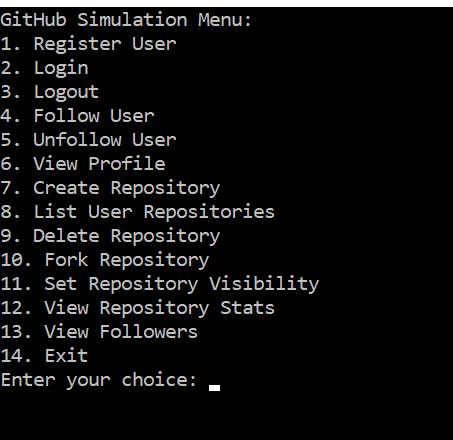 GitHub Simulation Menu:
1. Register User
2. Login
3. Logout
4. Follow User
5. Unfollow User
6. View Profile
7. Create Repository
8. List User Repositories
9. Delete Repository
10. Fork Repository
11. Set Repository Visibility
12. View Repository Stats
13. View Followers
14. Exit
Enter your choice: